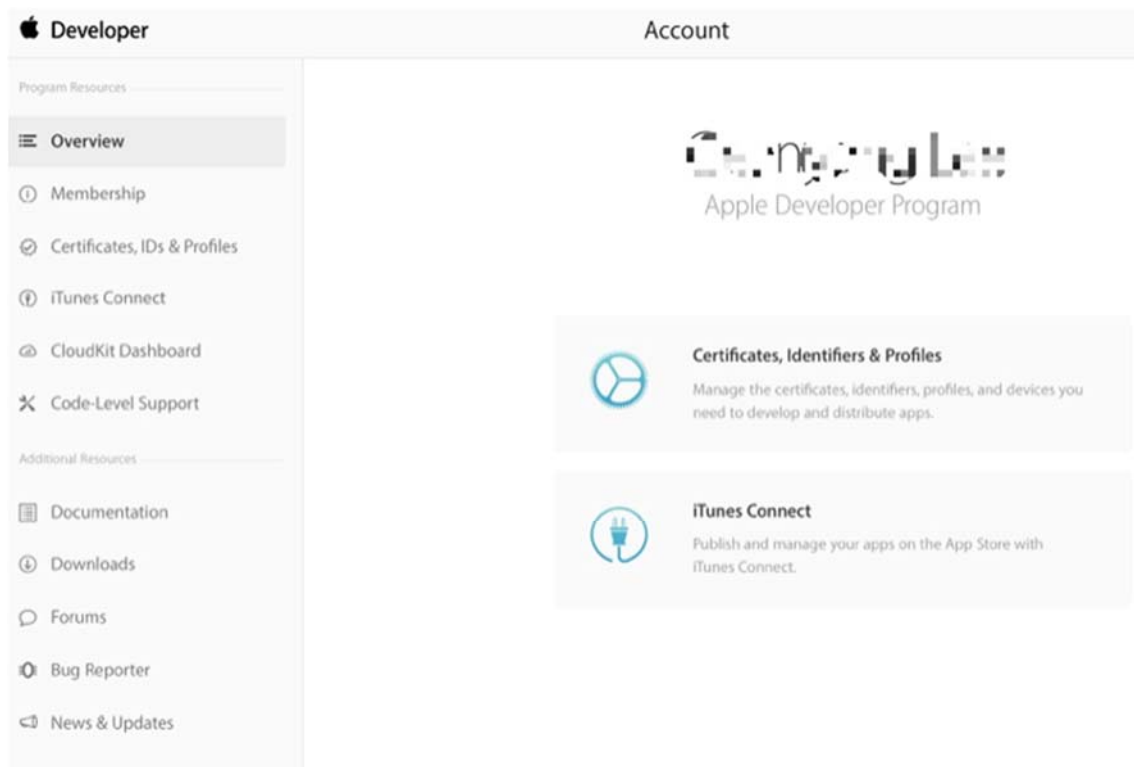 Developer
Account
Program Resources
Overview
Membership
Certificates, IDs & Profiles
iTunes Connect
CloudKit Dashboard
Code-Level Support
Additional Resources
Documentation
Downloads
Forums
Bug Reporter
News & Updates
Apple Developer Program
Certificates, Identifiers & Profiles
Manage the certificates, identifiers, profiles, and devices you
need to develop and distribute apps.
iTunes Connect
Publish and manage your apps on the App Store with
iTunes Connect.